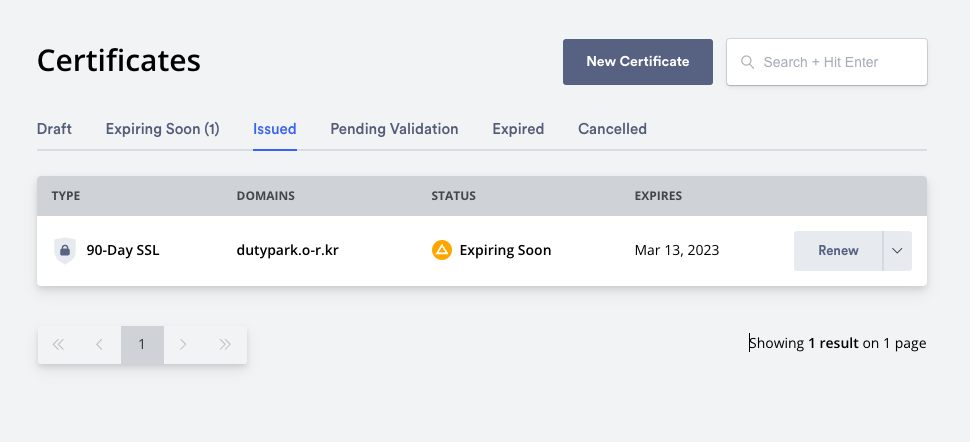 Certificates
New Certificate
Search + Hit Enter
Draft Expiring Soon (1) Issued Pending Validation Expired Cancelled
TYPE DOMAINS STATUS EXPIRES
90-Day SSL dutypark.o-r.kr Expiring Soon Mar 13, 2023 Renew
1
Showing 1 result on 1 page